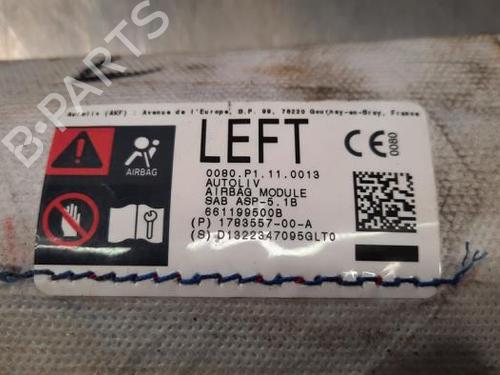 Autoliv (AKF) : Avenue de l'Europe, B.P. 99, 76220 Gournay-en-Bray, France
LEFT
CE
0080
0080.P1.11.0013
AUTOLIV
AIRBAG MODULE
SAB ASP-5.1B
661199500B
(P) 1783557-00-A
(S) D1322347095GLT0
AIRBAG
B-PARTS